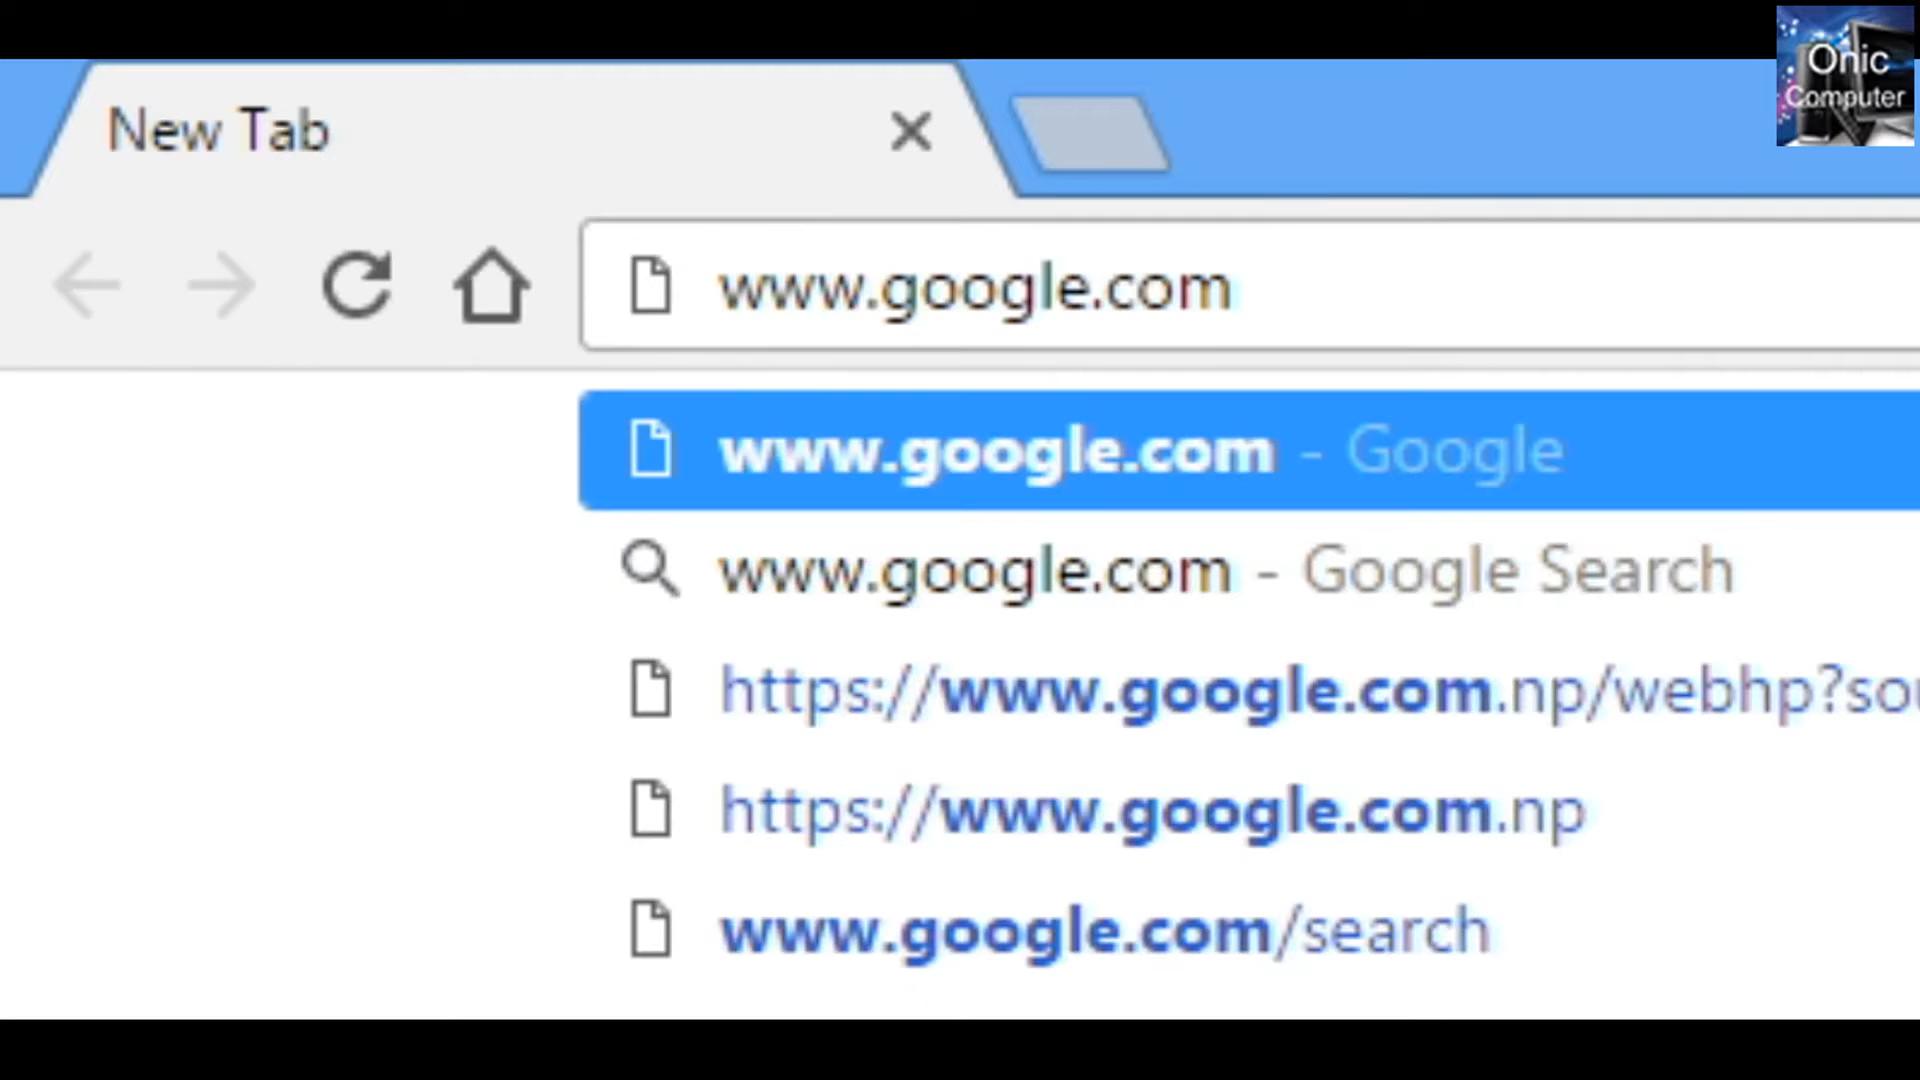 Onic
Computer
New Tab
www.google.com
www.google.com - Google
www.google.com - Google Search
https://www.google.com.np/webhp?sou
https://www.google.com.np
www.google.com/search